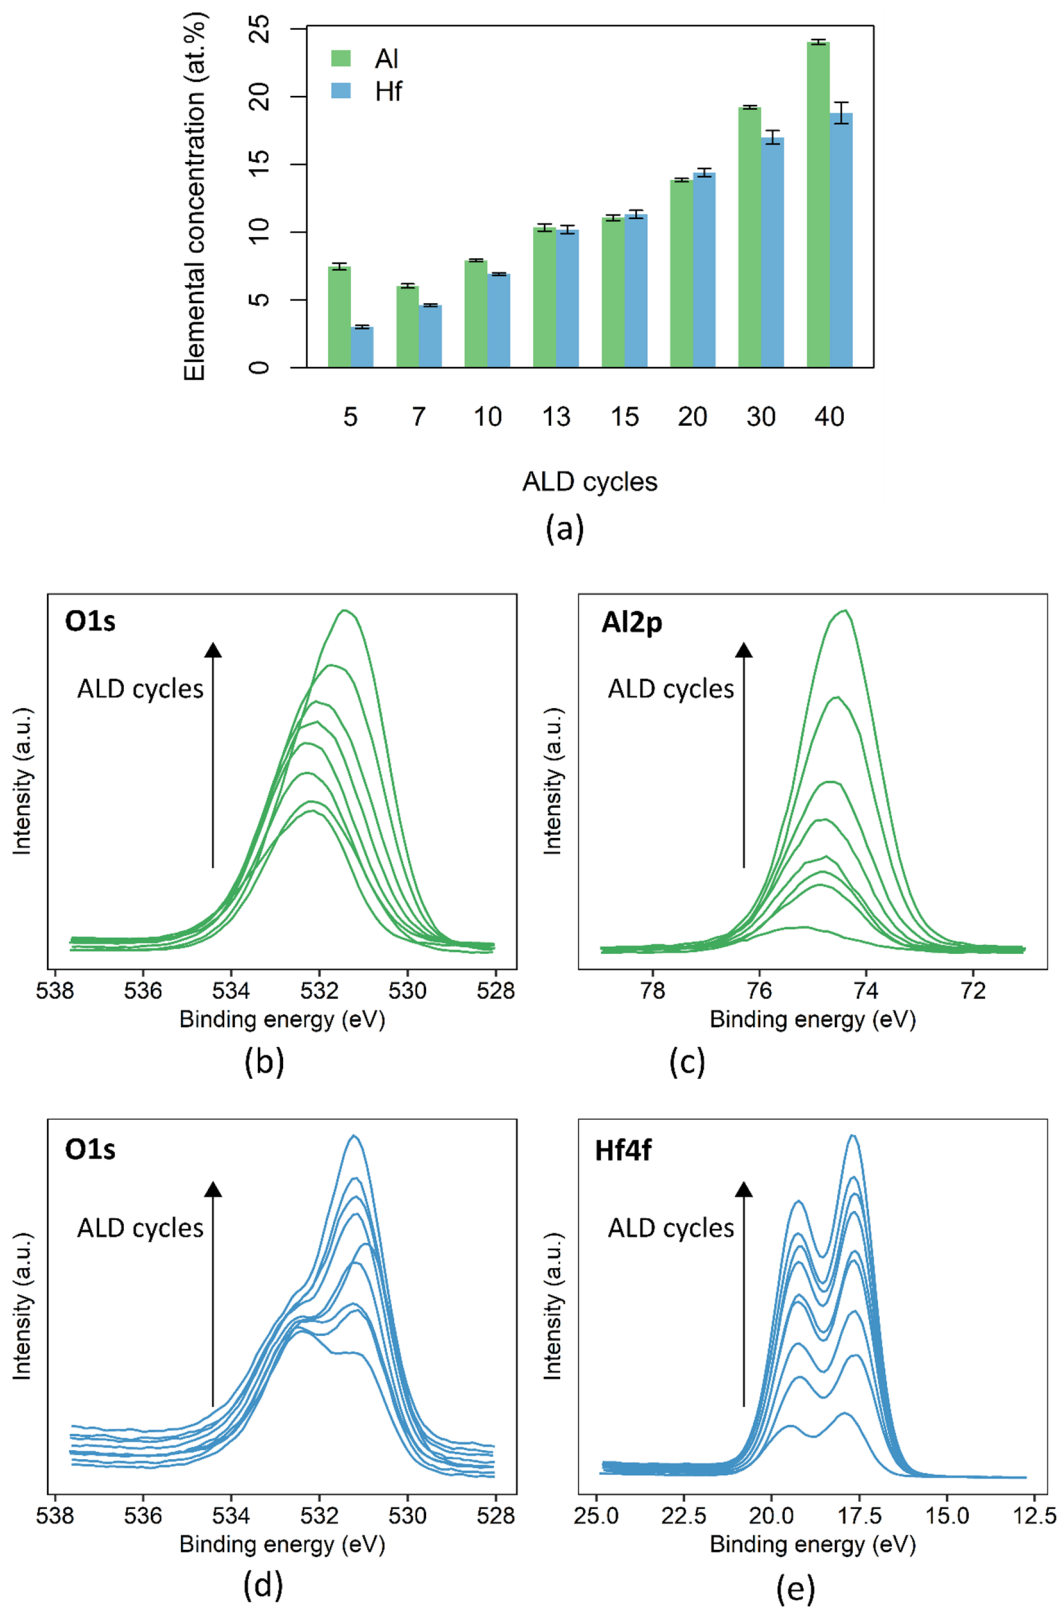 Elemental concentration (at.%)
25
20
15
10
5
0
Al
Hf
5 7 10 13 15 20 30 40
ALD cycles
(a)
O1s
ALD cycles
Intensity (a.u.)
538 536 534 532 530 528
Binding energy (eV)
(b)
Al2p
ALD cycles
Intensity (a.u.)
78 76 74 72
Binding energy (eV)
(c)
O1s
ALD cycles
Intensity (a.u.)
538 536 534 532 530 528
Binding energy (eV)
(d)
Hf4f
ALD cycles
Intensity (a.u.)
25.0 22.5 20.0 17.5 15.0 12.5
Binding energy (eV)
(e)